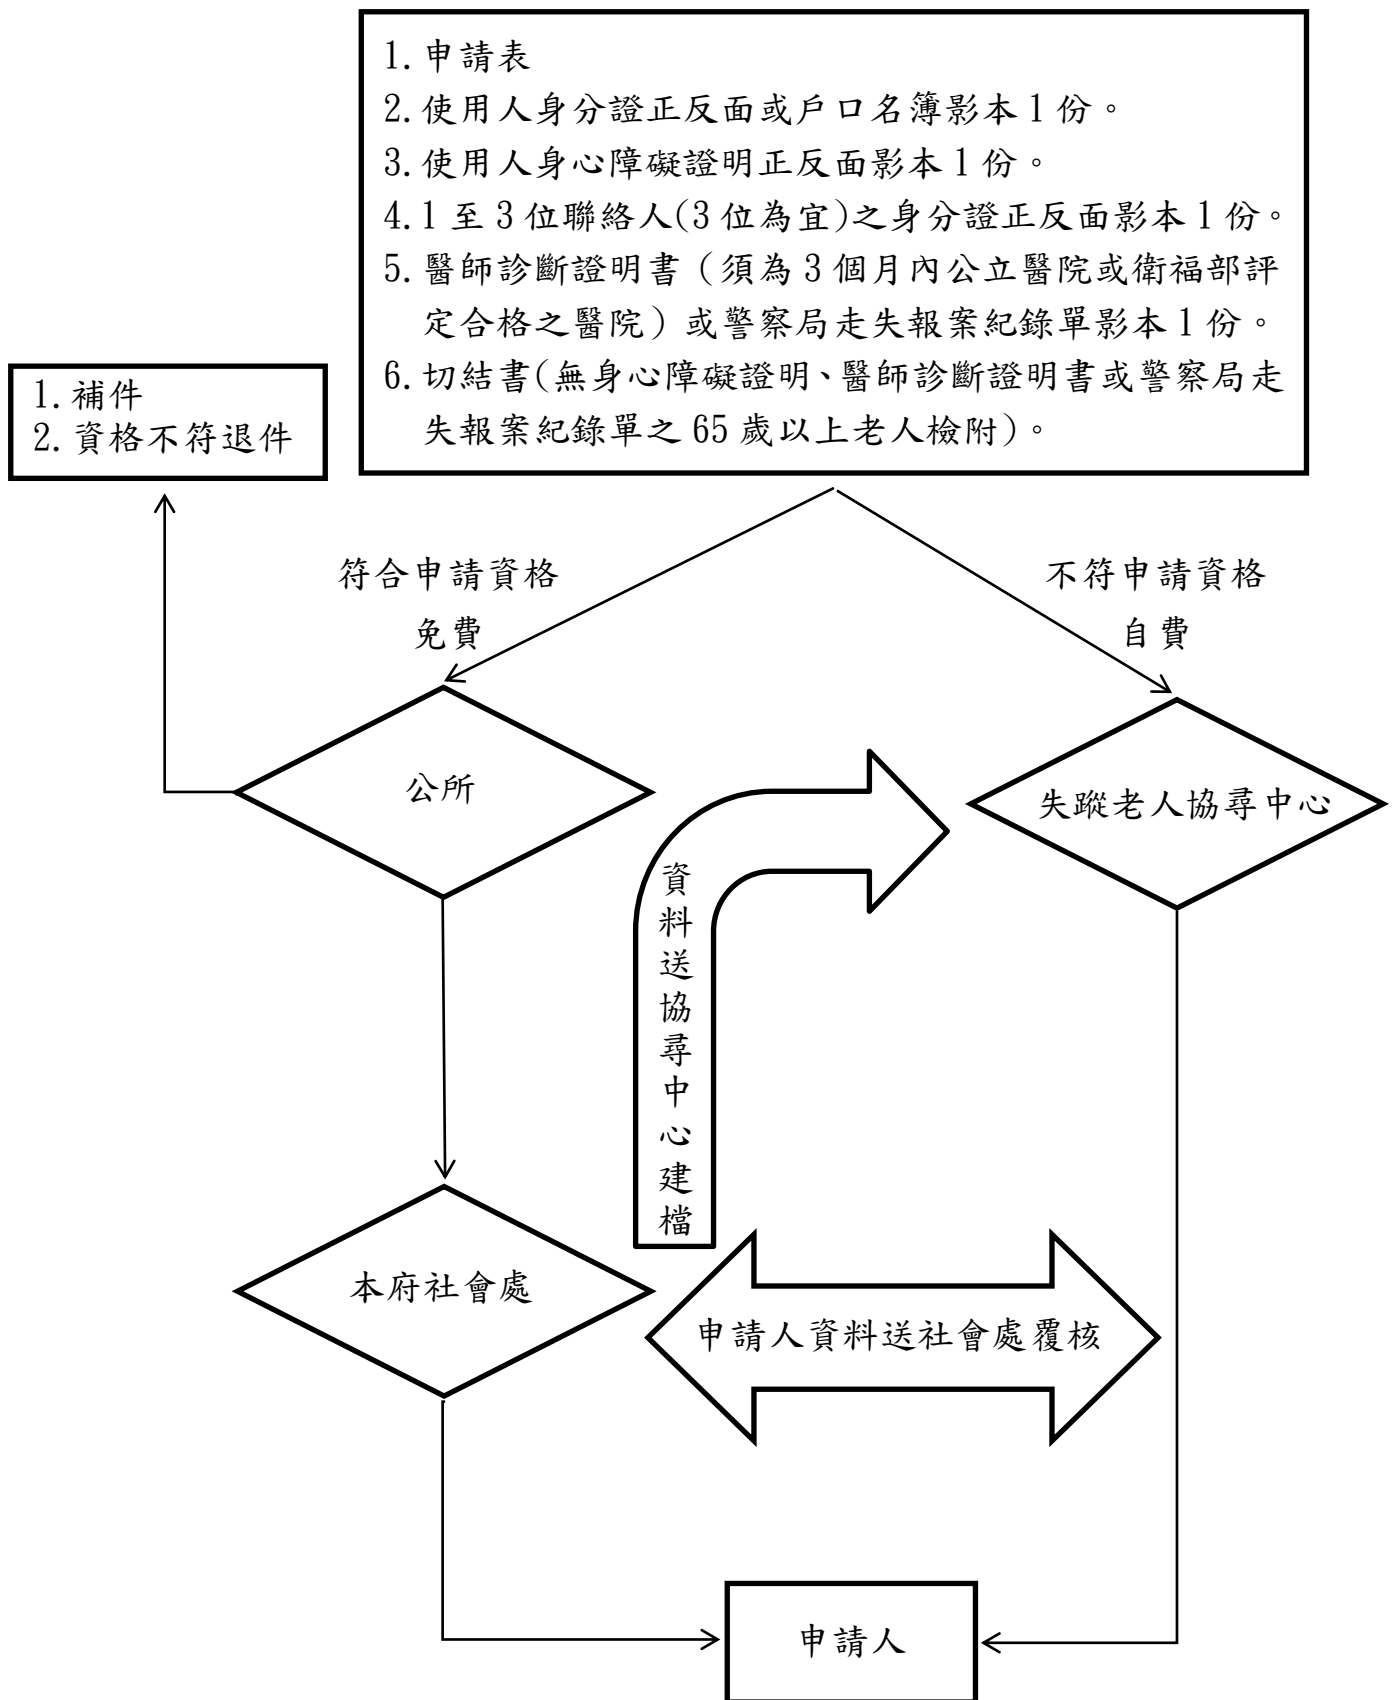 1.申請表
2.使用人身分證正反面或戶口名簿影本1份。
3.使用人身心障礙證明正反面影本1份。
4.1至3位聯絡人(3位為宜)之身分證正反面影本1份。
5.醫師診斷證明書（須為3個月內公立醫院或衛福部評
定合格之醫院）或警察局走失報案紀錄單影本1份。
6.切結書(無身心障礙證明、醫師診斷證明書或警察局走
失報案紀錄單之65歲以上老人檢附)。
1.補件
2.資格不符退件
符合申請資格
免費
不符申請資格
自費
公所
失蹤老人協尋中心
資料送協尋中心建檔
本府社會處
申請人資料送社會處覆核
申請人